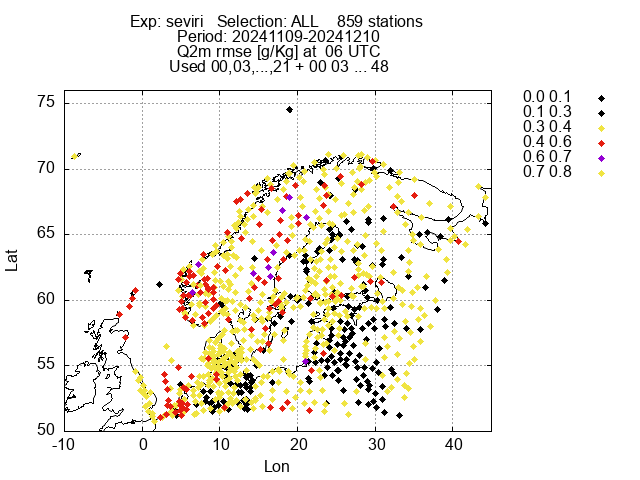 Exp: seviri   Selection: ALL    859 stations
Period: 20241109-20241210
Q2m rmse [g/Kg] at  06 UTC
Used 00,03,...,21 + 00 03 ... 48
0.0 0.1
0.1 0.3
0.3 0.4
0.4 0.6
0.6 0.7
0.7 0.8
75
70
65
60
55
50
Lat
-10 0 10 20 30 40
Lon